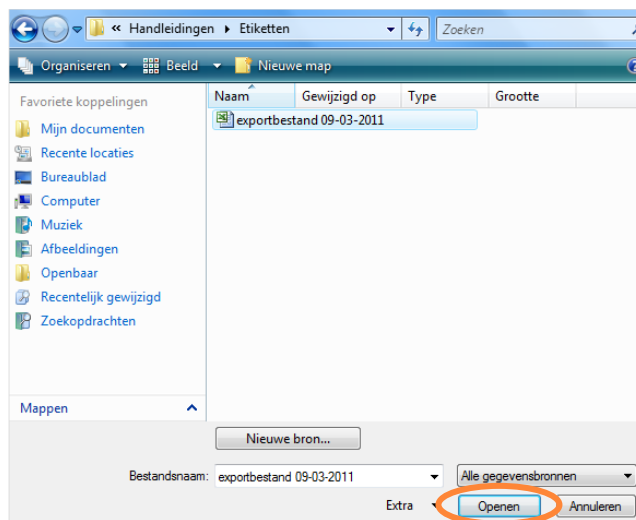 « Handleidingen Etiketten Zoeken
Organiseren Beeld Nieuwe map
Favoriete koppelingen
Mijn documenten
Recente locaties
Bureaublad
Computer
Muziek
Afbeeldingen
Openbaar
Recentelijk gewijzigd
Zoekopdrachten
Mappen
Naam Gewijzigd op Type Grootte
exportbestand 09-03-2011
Nieuwe bron...
Bestandsnaam: exportbestand 09-03-2011 Alle gegevensbronnen
Extra Openen Annuleren